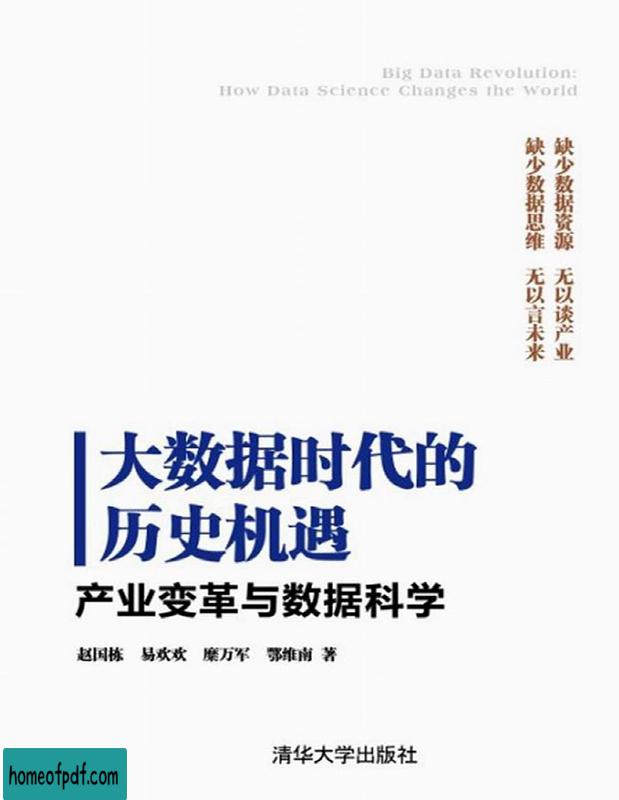 Big Data Revolution:
How Data Science Changes the World
缺少数据资源 无以谈产业
缺少数据思维 无以言未来
大数据时代的
历史机遇
产业变革与数据科学
赵国栋 易欢欢 糜万军 鄂维南 著
清华大学出版社
homeofpdf.com